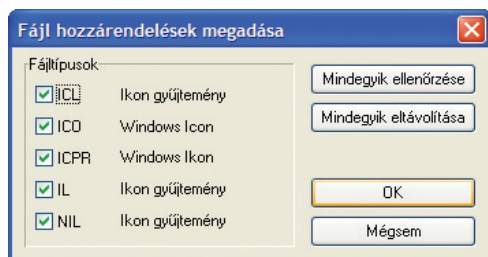 Fájl hozzárendelések megadása
Fájltípusok
ICL Ikon gyűjtemény
ICO Windows Icon
ICPR Windows Ikon
IL Ikon gyűjtemény
NIL Ikon gyűjtemény
Mindegyik ellenőrzése
Mindegyik eltávolítása
OK
Mégsem